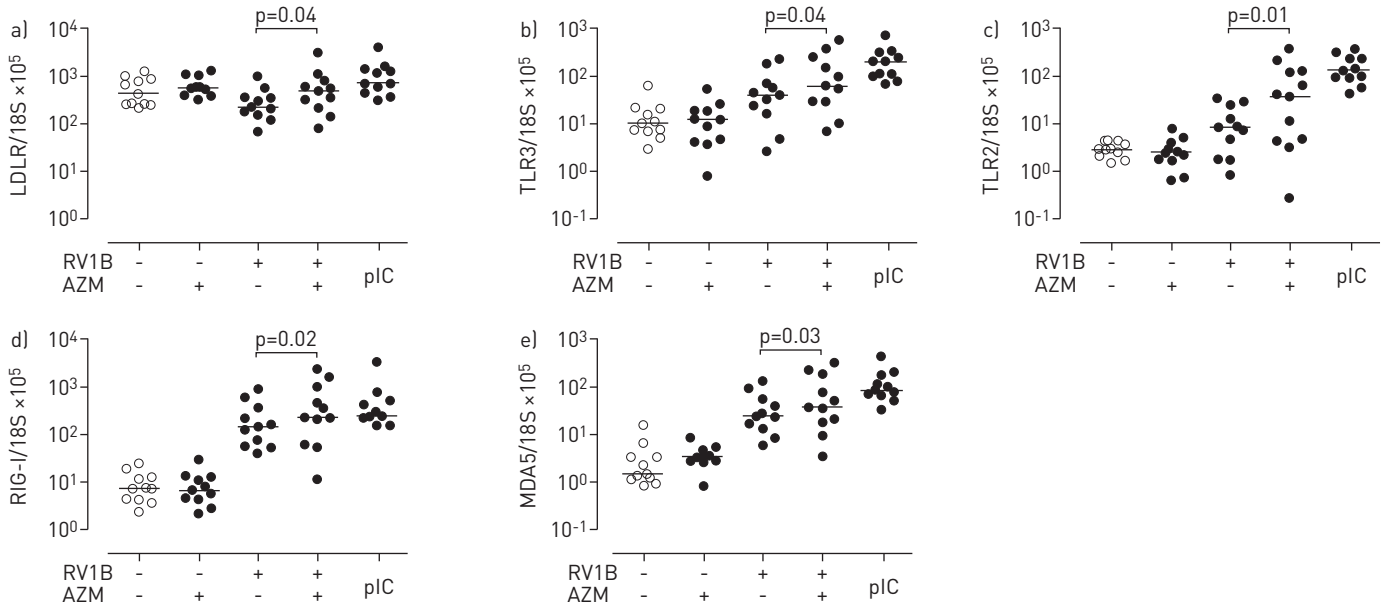 a)
LDLR/18S ×10⁵
10⁴
10³
10²
10¹
10⁰
p=0.04
RV1B - - + + pIC
AZM - + - +
b)
TLR3/18S ×10⁵
10³
10²
10¹
10⁰
10⁻¹
p=0.04
RV1B - - + + pIC
AZM - + - +
c)
TLR2/18S ×10⁵
10³
10²
10¹
10⁰
10⁻¹
p=0.01
RV1B - - + + pIC
AZM - + - +
d)
RIG-I/18S ×10⁵
10⁴
10³
10²
10¹
10⁰
p=0.02
RV1B - - + + pIC
AZM - + - +
e)
MDA5/18S ×10⁵
10³
10²
10¹
10⁰
10⁻¹
p=0.03
RV1B - - + + pIC
AZM - + - +